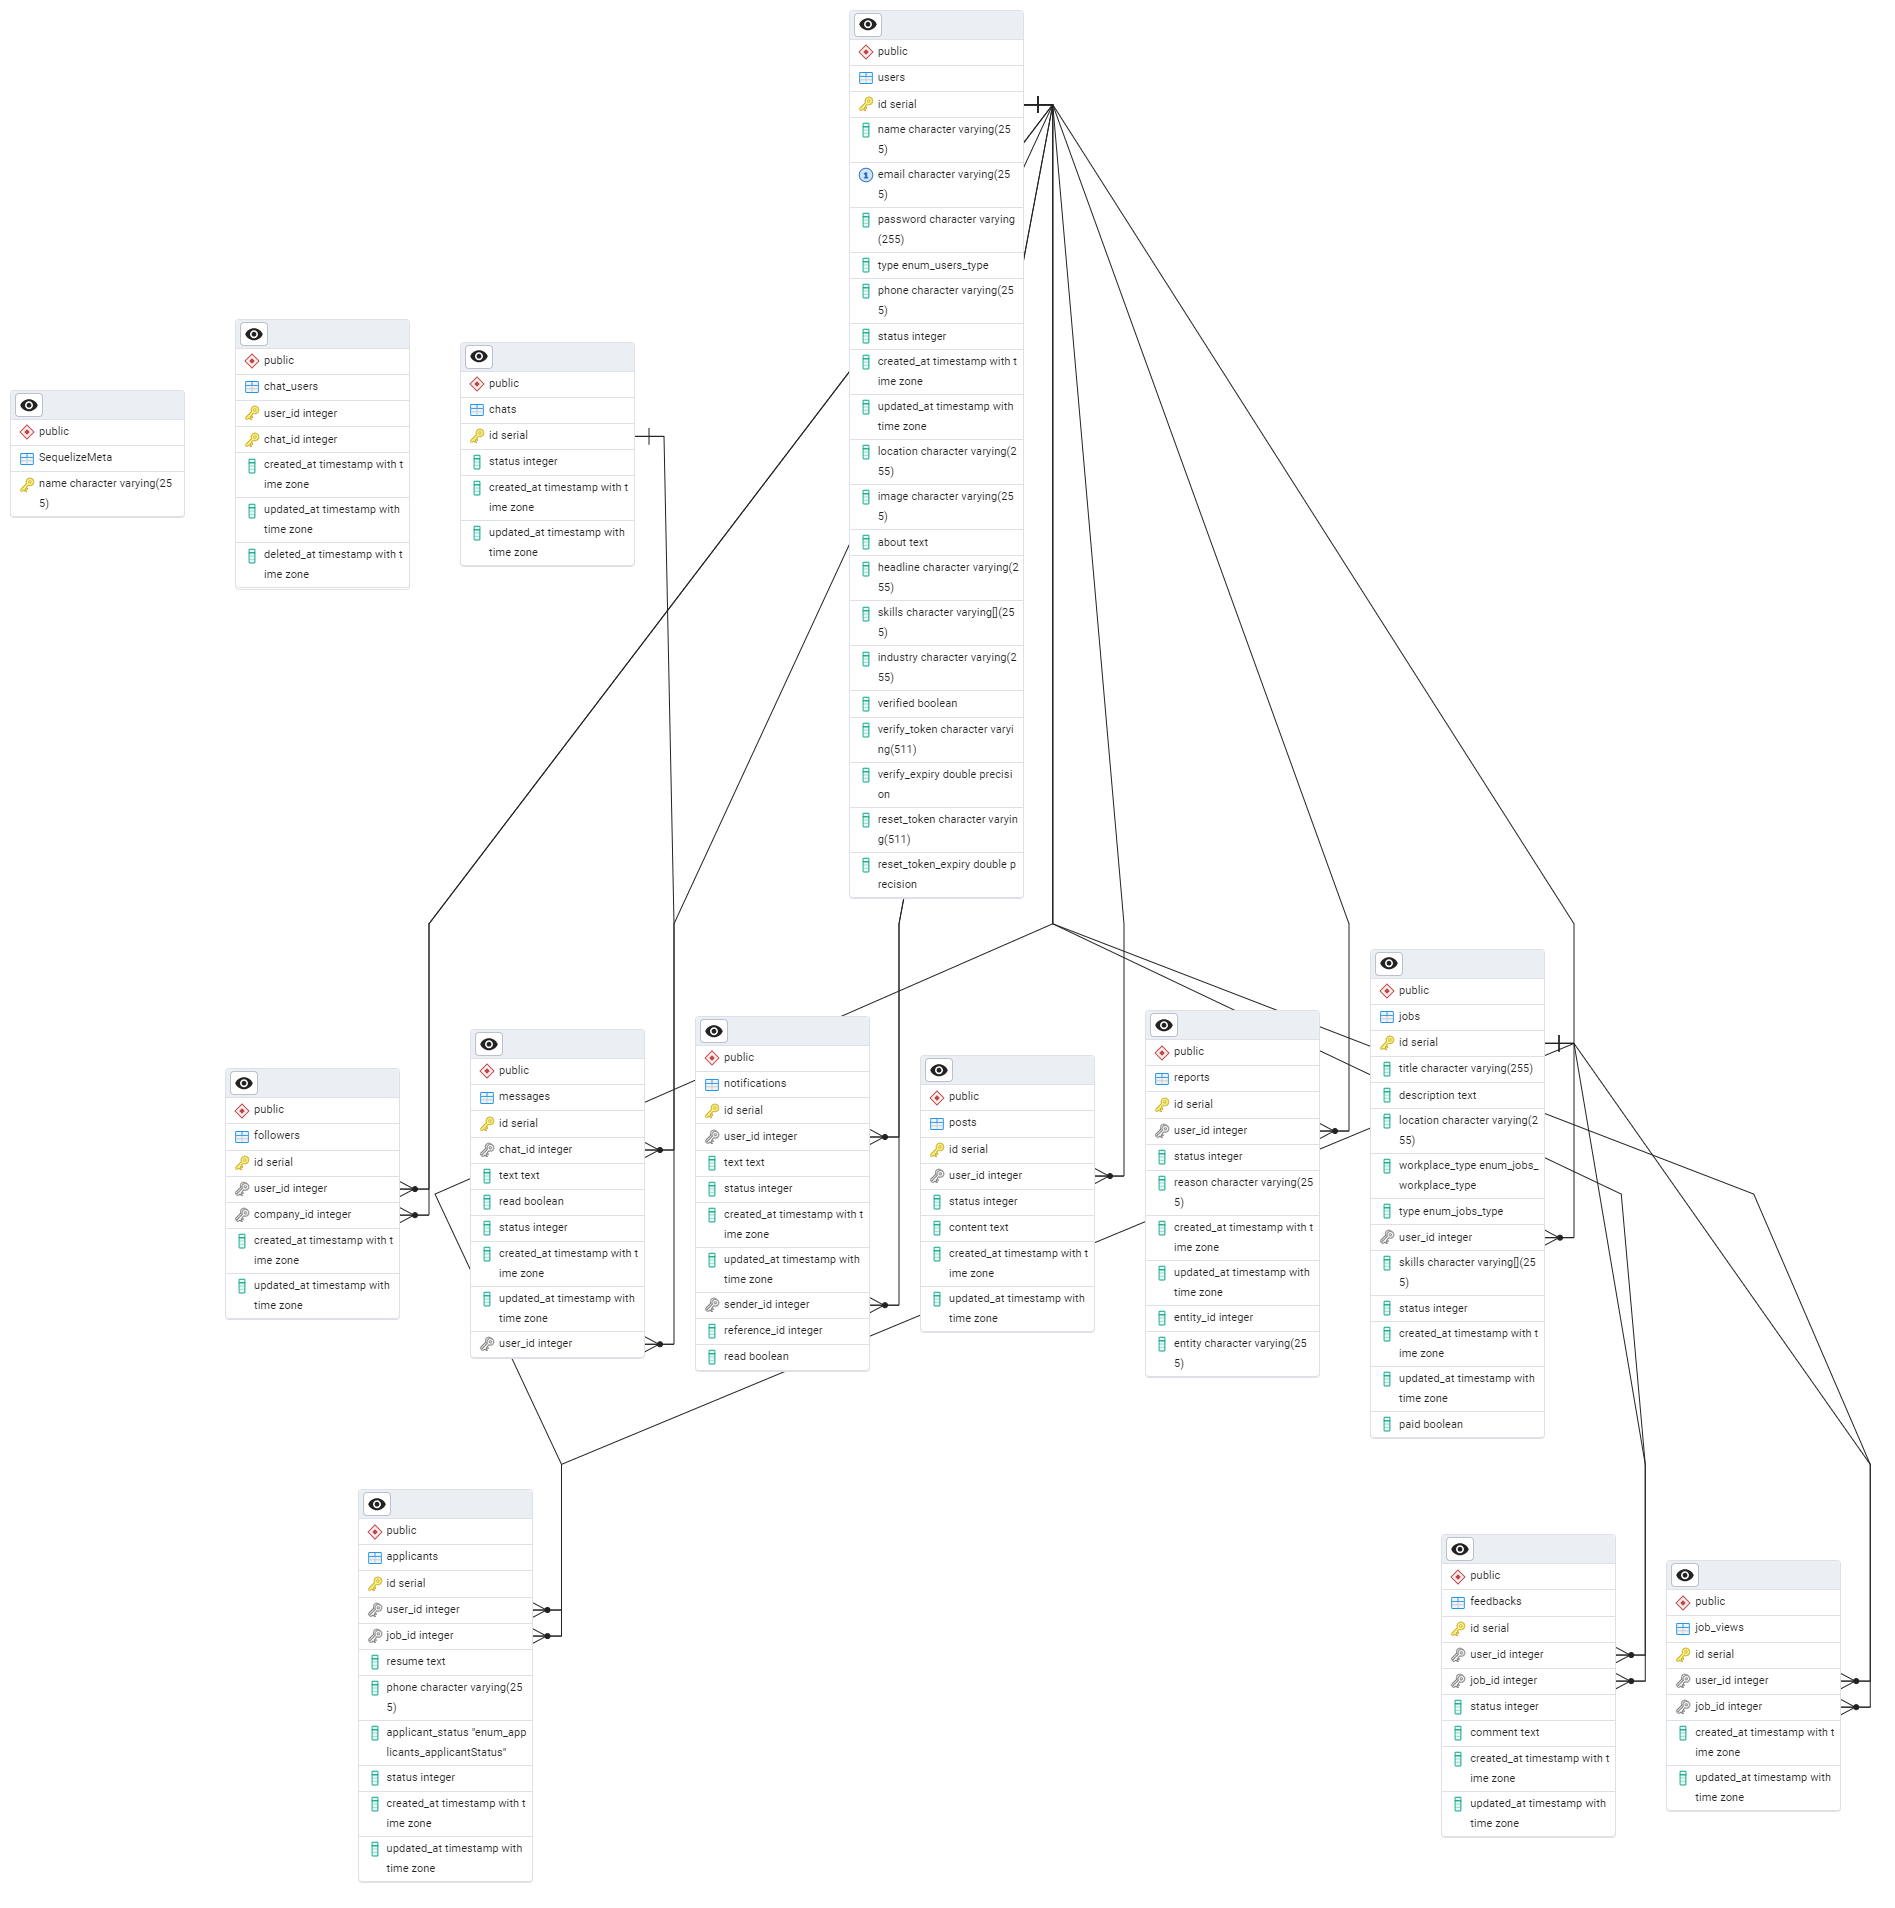 public
users
id serial
name character varying(25
5)
email character varying(25
5)
password character varying
(255)
type enum_users_type
phone character varying(25
5)
status integer
created_at timestamp with t
ime zone
updated_at timestamp with
time zone
location character varying(2
55)
image character varying(25
5)
about text
headline character varying(2
55)
skills character varying[](25
5)
industry character varying(2
55)
verified boolean
verify_token character varyi
ng(511)
verify_expiry double precisi
on
reset_token character varyin
g(511)
reset_token_expiry double p
recision
public
SequelizeMeta
name character varying(25
5)
public
chat_users
user_id integer
chat_id integer
created_at timestamp with t
ime zone
updated_at timestamp with
time zone
deleted_at timestamp with t
ime zone
public
chats
id serial
status integer
created_at timestamp with t
ime zone
updated_at timestamp with
time zone
public
followers
id serial
user_id integer
company_id integer
created_at timestamp with t
ime zone
updated_at timestamp with
time zone
public
messages
id serial
chat_id integer
text text
read boolean
status integer
created_at timestamp with t
ime zone
updated_at timestamp with
time zone
user_id integer
public
notifications
id serial
user_id integer
text text
status integer
created_at timestamp with t
ime zone
updated_at timestamp with
time zone
sender_id integer
reference_id integer
read boolean
public
posts
id serial
user_id integer
status integer
content text
created_at timestamp with t
ime zone
updated_at timestamp with
time zone
public
reports
id serial
user_id integer
status integer
reason character varying(25
5)
created_at timestamp with t
ime zone
updated_at timestamp with
time zone
entity_id integer
entity character varying(25
5)
public
jobs
id serial
title character varying(255)
description text
location character varying(2
55)
workplace_type enum_jobs_
workplace_type
type enum_jobs_type
user_id integer
skills character varying[](25
5)
status integer
created_at timestamp with t
ime zone
updated_at timestamp with
time zone
paid boolean
public
applicants
id serial
user_id integer
job_id integer
resume text
phone character varying(25
5)
applicant_status "enum_app
licants_applicantStatus"
status integer
created_at timestamp with t
ime zone
updated_at timestamp with
time zone
public
feedbacks
id serial
user_id integer
job_id integer
status integer
comment text
created_at timestamp with t
ime zone
updated_at timestamp with
time zone
public
job_views
id serial
user_id integer
job_id integer
created_at timestamp with t
ime zone
updated_at timestamp with
time zone